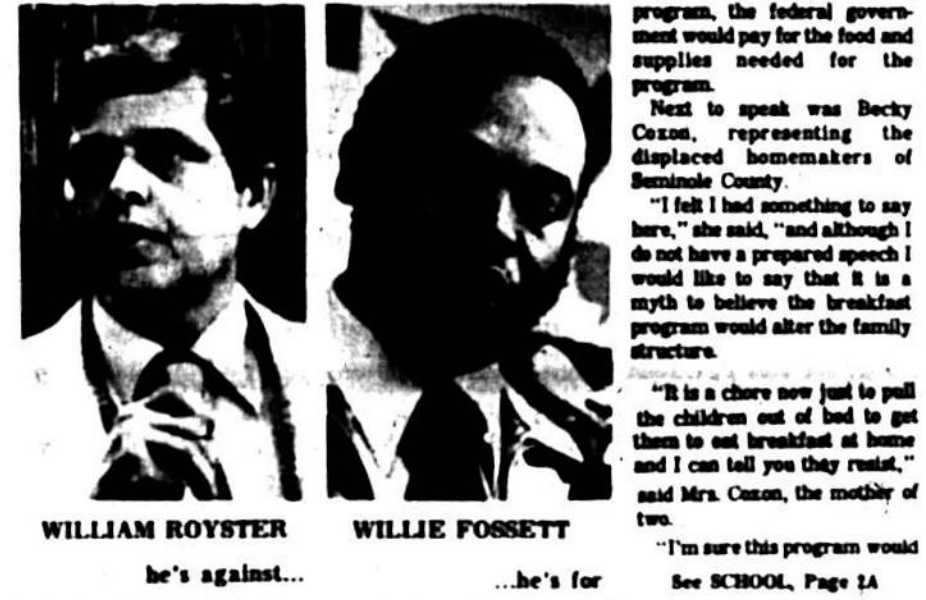 WILLIAM ROYSTER
he's against...
WILLIE FOSSETT
...he's for
program, the federal govern-
ment would pay for the food and
supplies needed for the
program.
Next to speak was Becky
Coxon, representing the
displaced homemakers of
Seminole County.
"I felt I had something to say
here," she said, "and although I
do not have a prepared speech I
would like to say that it is a
myth to believe the breakfast
program would alter the family
structure.
"It is a chore now just to pull
the children out of bed to get
them to eat breakfast at home
and I can tell you they resist,"
said Mrs. Coxon, the mother of
two.
"I'm sure this program would
See SCHOOL, Page 2A